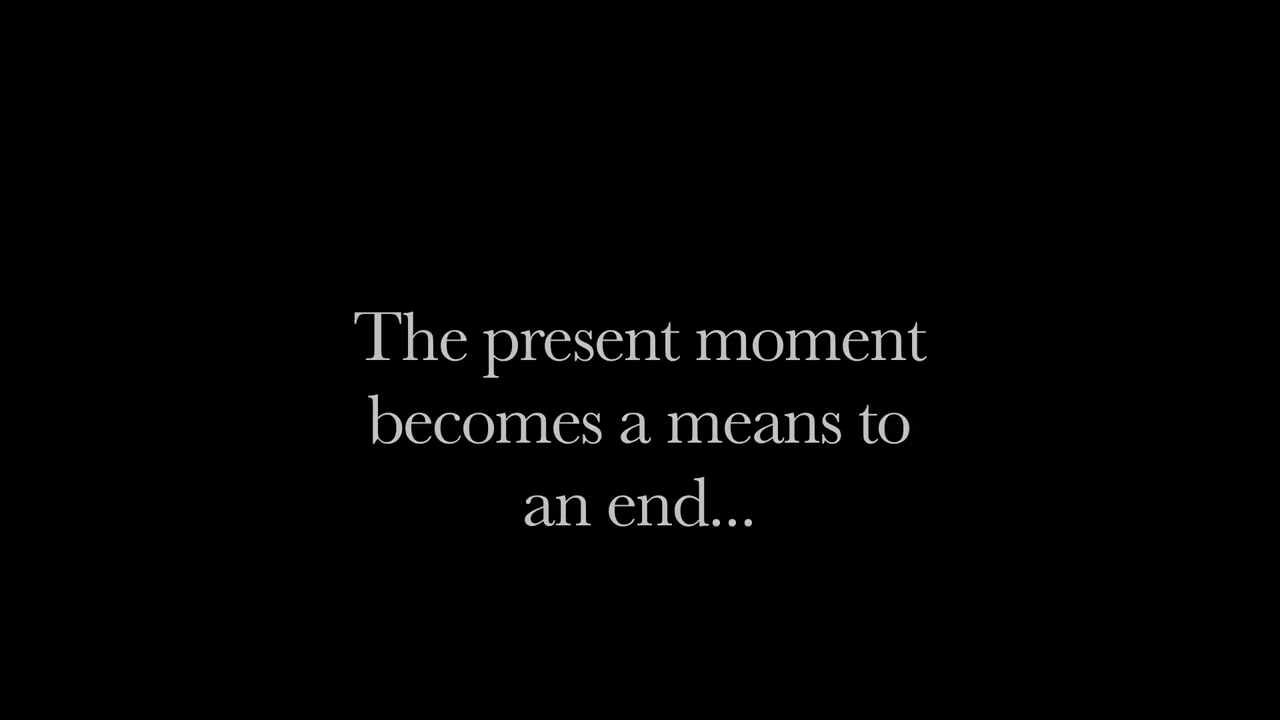 The present moment
becomes a means to
an end...